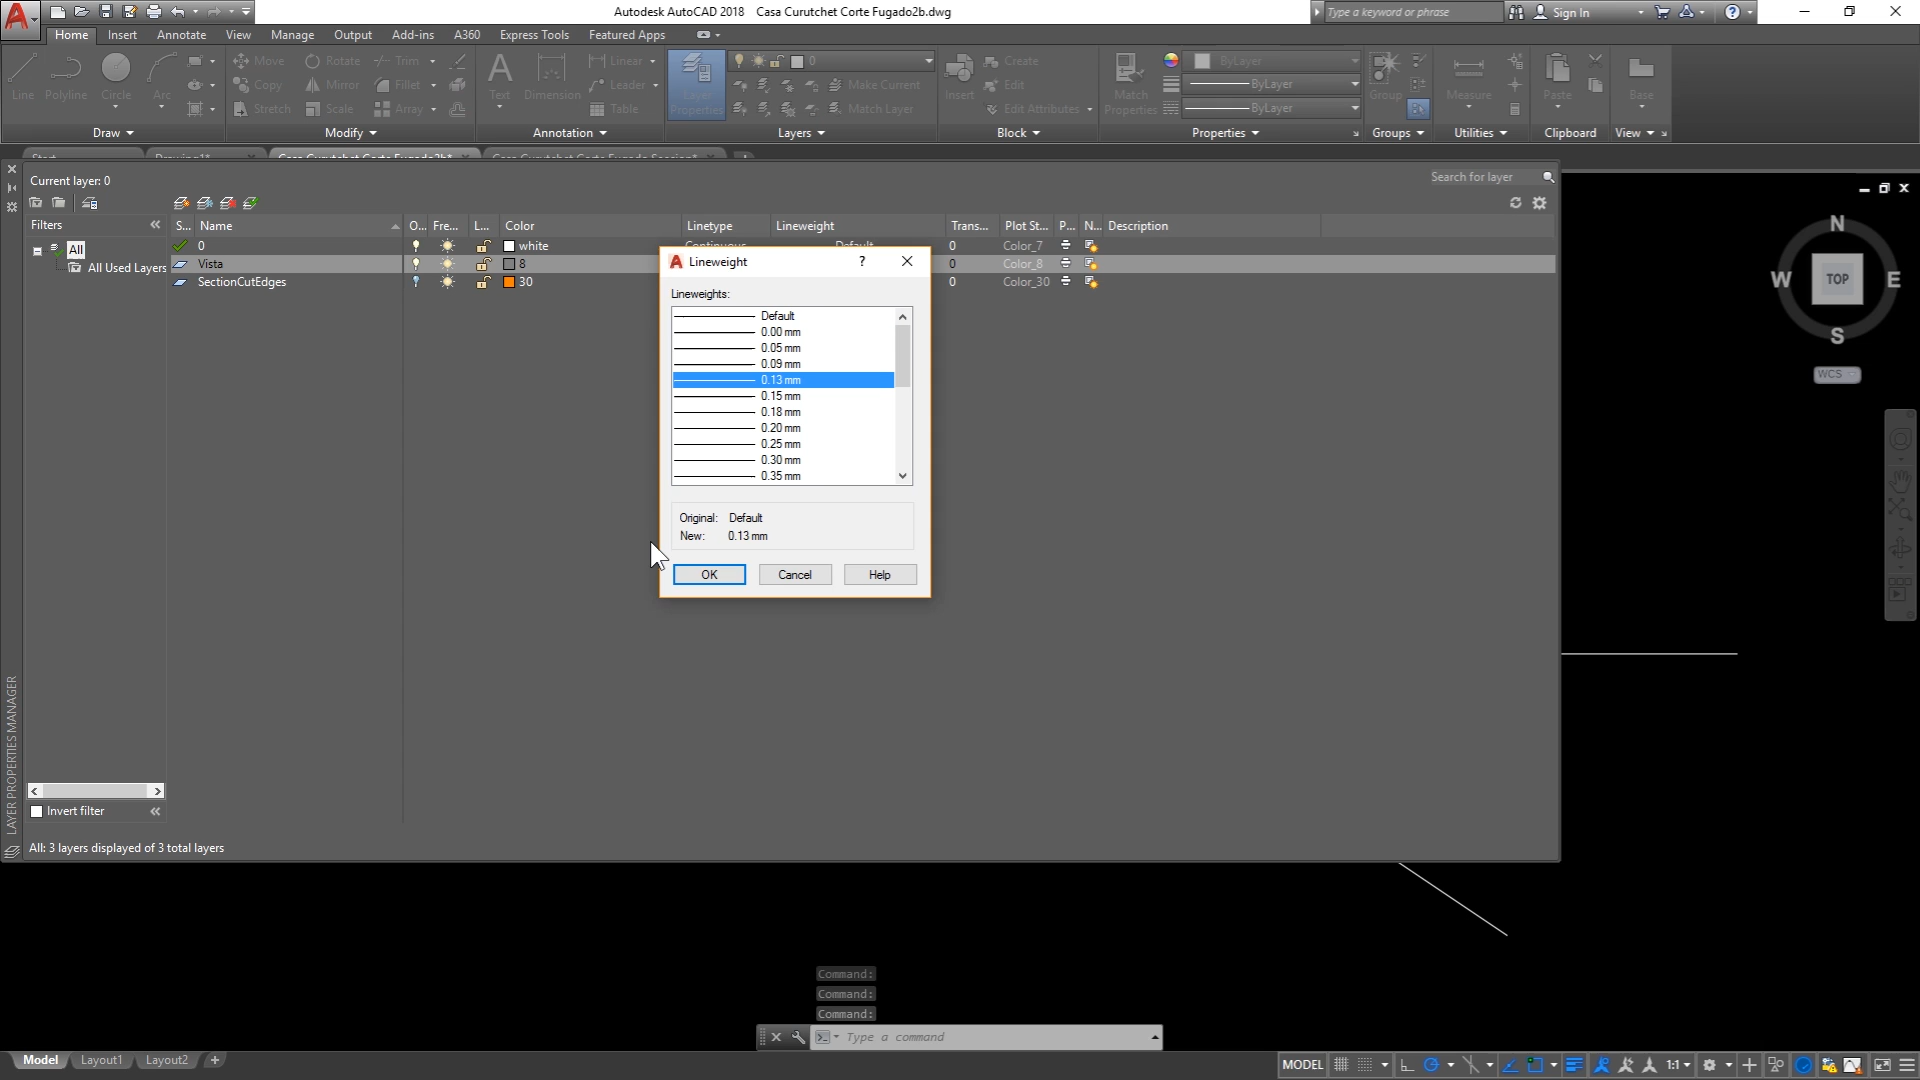 Autodesk AutoCAD 2018 Casa Curutchet Corte Fugado2b.dwg
Type a keyword or phrase
Sign In
Home Insert Annotate View Manage Output Add-ins A360 Express Tools Featured Apps
Line Polyline Circle Arc
Move Rotate Trim
Copy Mirror Fillet
Stretch Scale Array
Text Dimension
Linear
Leader
Table
Layer Properties
0
Make Current
Match Layer
Insert
Create
Edit
Edit Attributes
Match Properties
ByLayer
ByLayer
ByLayer
Group
Measure
Paste
Base
Draw Modify Annotation Layers Block Properties Groups Utilities Clipboard View
Start Drawing1* Casa Curutchet Corte Fugado2b*
Current layer: 0
Search for layer
Filters
S... Name O... Fre... L... Color Linetype Lineweight Trans... Plot St... P... N... Description
All
All Used Layers
0 white Continuous Default 0 Color_7
Vista 8 0 Color_8
SectionCutEdges 30 0 Color_30
Lineweight
?
Lineweights:
Default
0.00 mm
0.05 mm
0.09 mm
0.13 mm
0.15 mm
0.18 mm
0.20 mm
0.25 mm
0.30 mm
0.35 mm
Original: Default
New: 0.13 mm
OK Cancel Help
N
W TOP E
S
WCS
LAYER PROPERTIES MANAGER
Invert filter
All: 3 layers displayed of 3 total layers
Command:
Command:
Command:
Type a command
Model Layout1 Layout2 +
MODEL
1:1